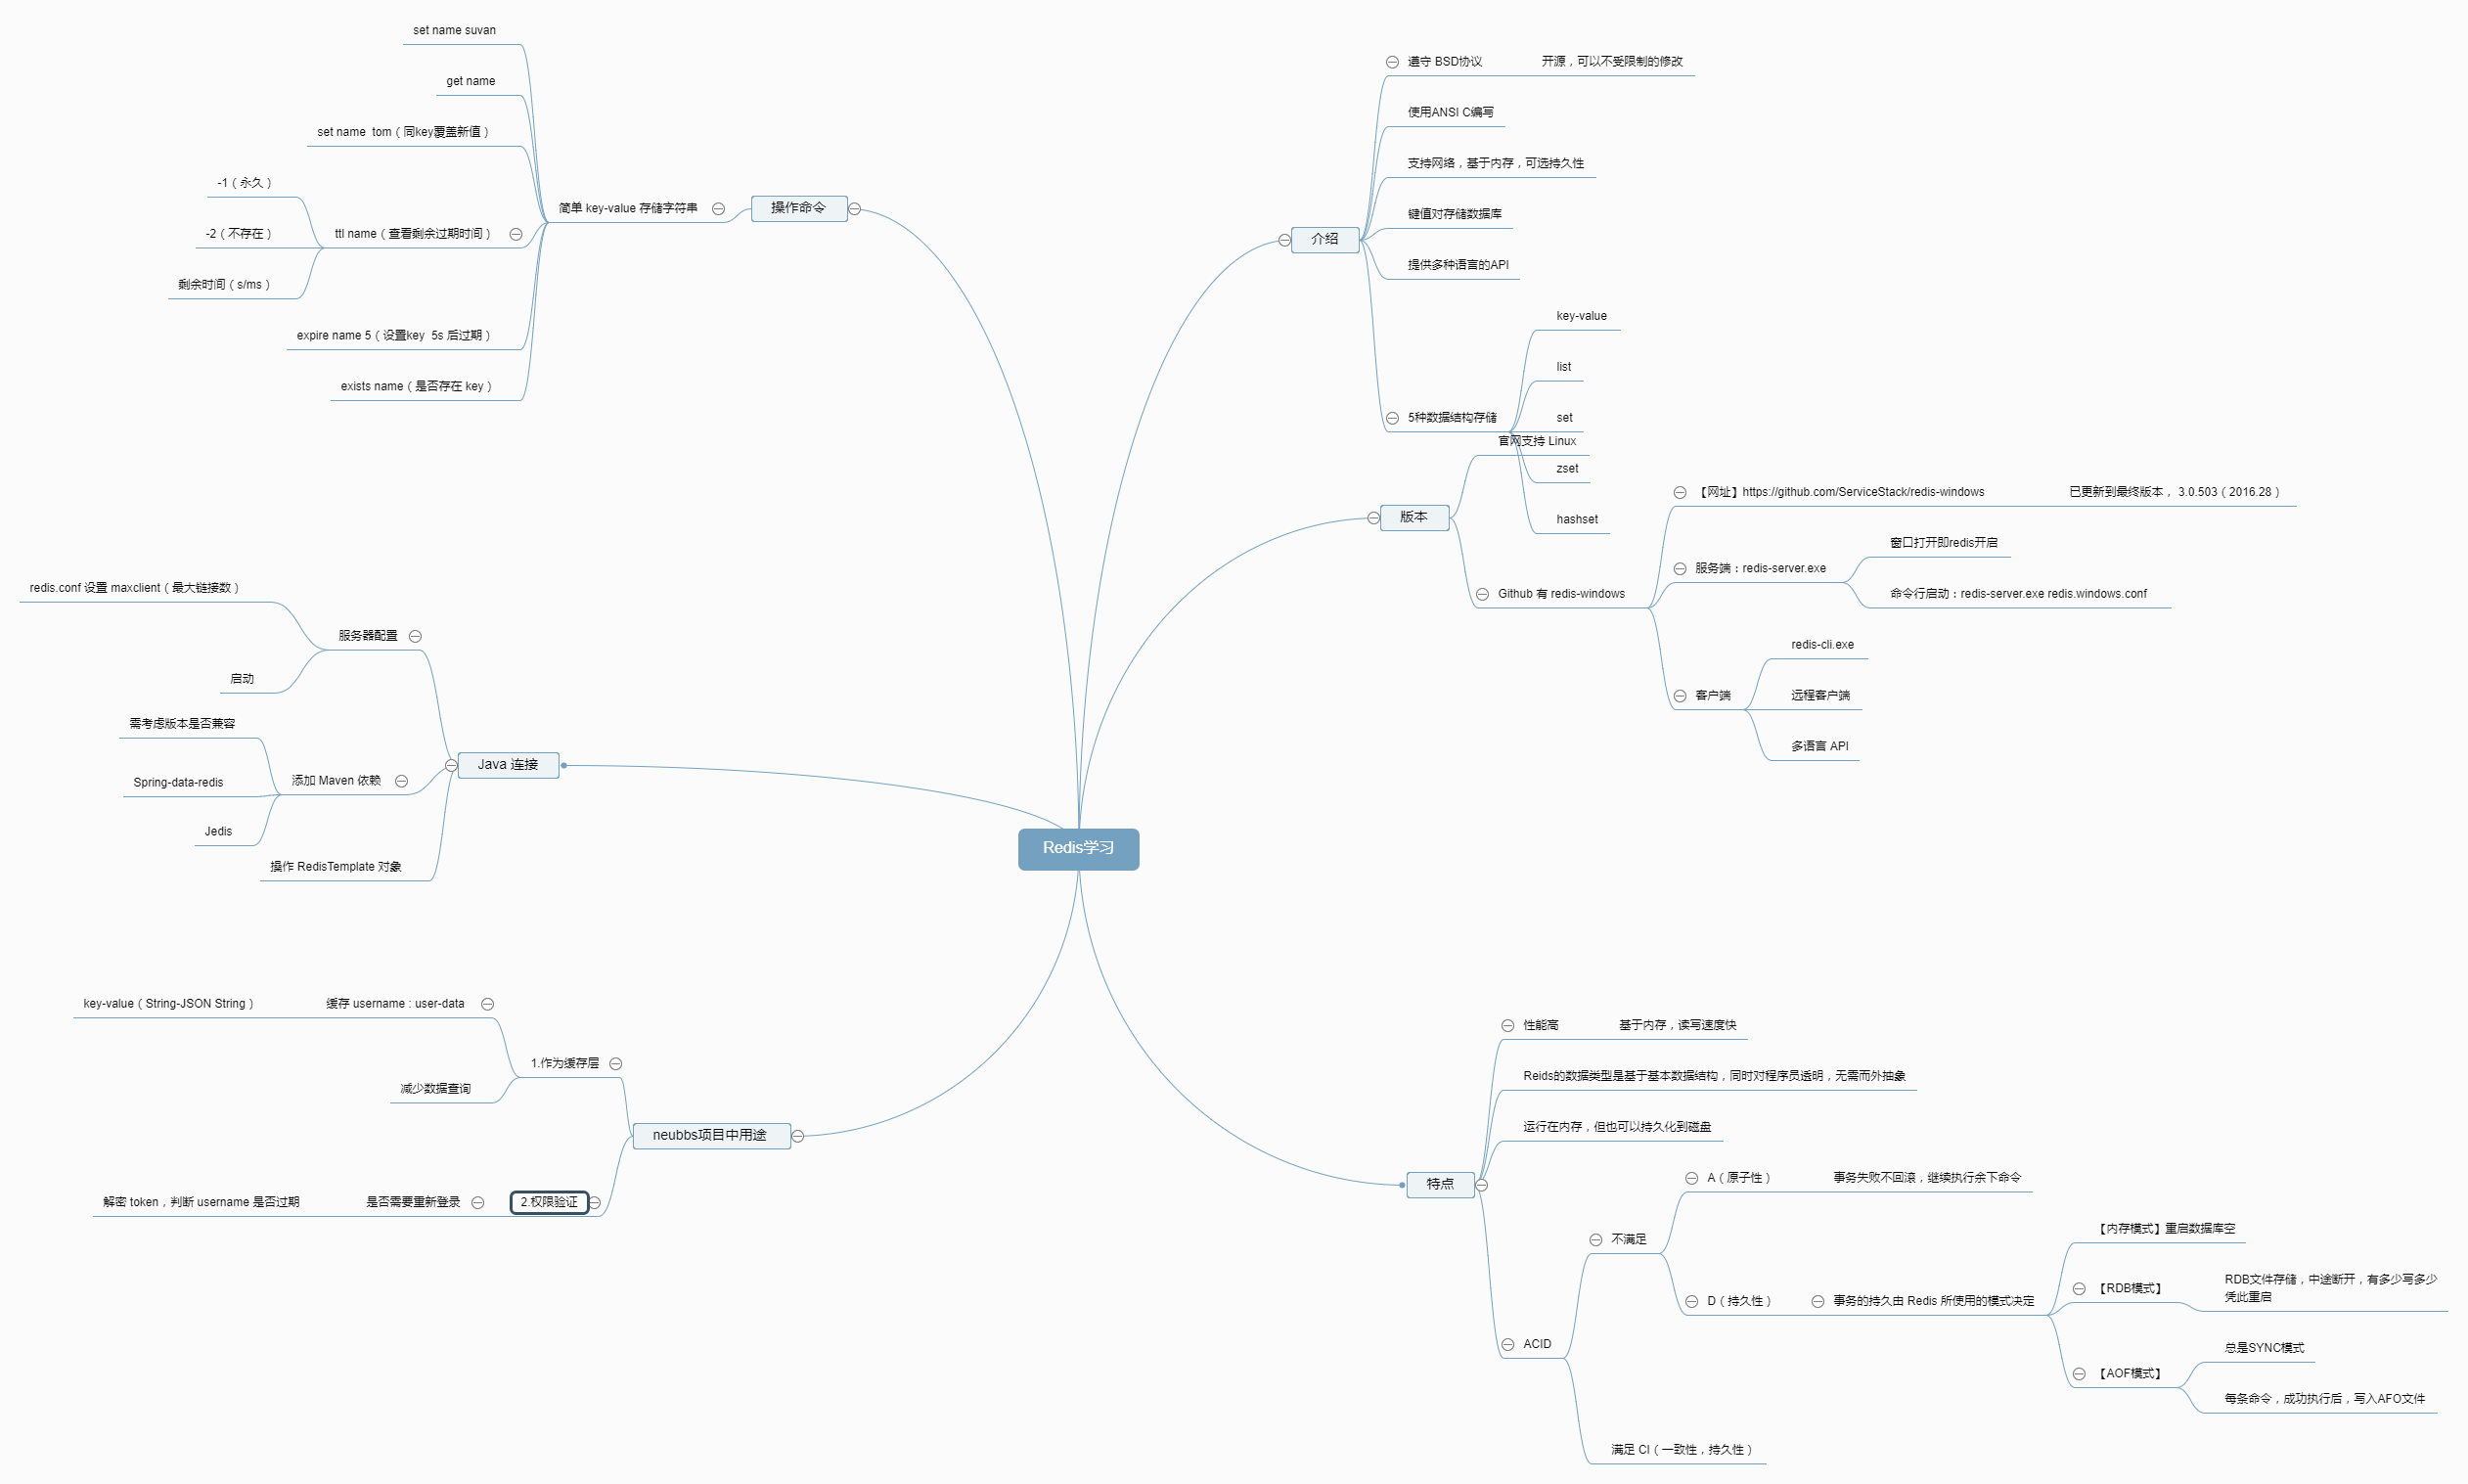 Redis学习
介绍
遵守 BSD协议
开源，可以不受限制的修改
使用ANSI C编写
支持网络，基于内存，可选持久性
键值对存储数据库
提供多种语言的API
5种数据结构存储
key-value
list
set
zset
hashset
版本
官网支持 Linux
Github 有 redis-windows
【网址】https://github.com/ServiceStack/redis-windows
已更新到最终版本， 3.0.503（2016.28）
服务端：redis-server.exe
窗口打开即redis开启
命令行启动：redis-server.exe redis.windows.conf
客户端
redis-cli.exe
远程客户端
多语言 API
特点
性能高
基于内存，读写速度快
Reids的数据类型是基于基本数据结构，同时对程序员透明，无需而外抽象
运行在内存，但也可以持久化到磁盘
ACID
不满足
A（原子性）
事务失败不回滚，继续执行余下命令
D（持久性）
事务的持久由 Redis 所使用的模式决定
【内存模式】重启数据库空
【RDB模式】
RDB文件存储，中途断开，有多少写多少
凭此重启
【AOF模式】
总是SYNC模式
每条命令，成功执行后，写入AFO文件
满足 CI（一致性，持久性）
操作命令
简单 key-value 存储字符串
set name suvan
get name
set name  tom（同key覆盖新值）
ttl name（查看剩余过期时间）
-1（永久）
-2（不存在）
剩余时间（s/ms）
expire name 5（设置key  5s 后过期）
exists name（是否存在 key）
Java 连接
服务器配置
redis.conf 设置 maxclient（最大链接数）
启动
添加 Maven 依赖
需考虑版本是否兼容
Spring-data-redis
Jedis
操作 RedisTemplate 对象
neubbs项目中用途
1.作为缓存层
缓存 username : user-data
key-value（String-JSON String）
减少数据查询
2.权限验证
是否需要重新登录
解密 token，判断 username 是否过期